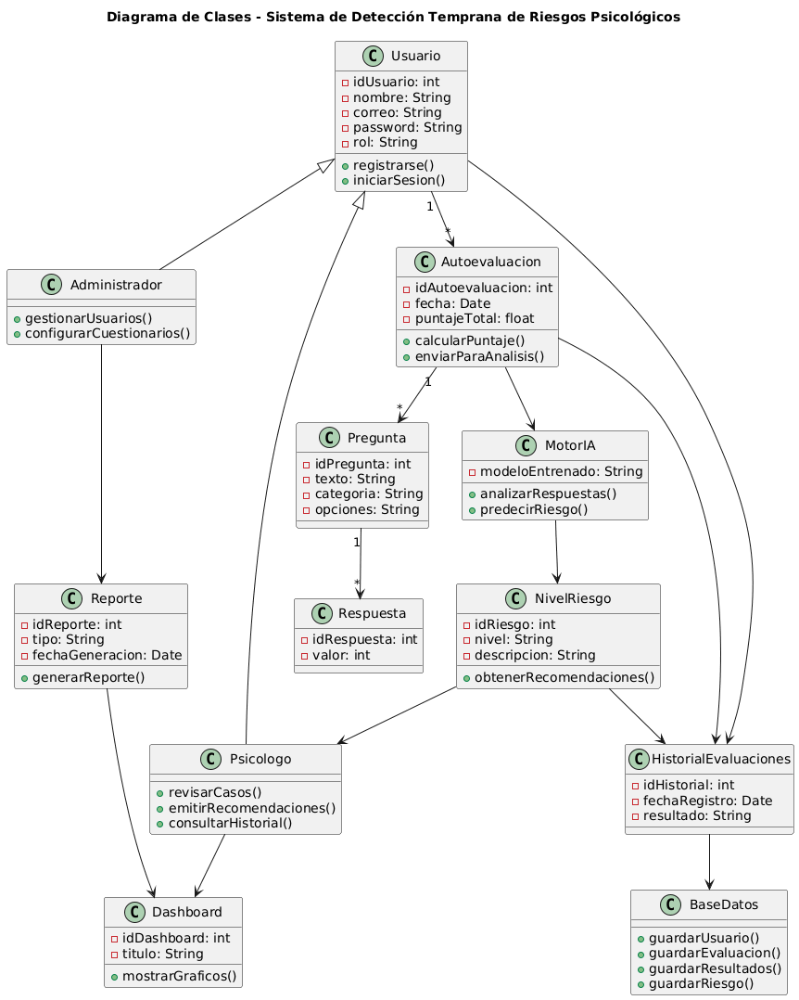 Diagrama de Clases - Sistema de Detección Temprana de Riesgos Psicológicos
C Usuario
idUsuario: int
nombre: String
correo: String
password: String
rol: String
registrarse()
iniciarSesion()
1
*
C Administrador
gestionarUsuarios()
configurarCuestionarios()
C Autoevaluacion
idAutoevaluacion: int
fecha: Date
puntajeTotal: float
calcularPuntaje()
enviarParaAnalisis()
1
*
C Pregunta
idPregunta: int
texto: String
categoria: String
opciones: String
1
*
C MotorIA
modeloEntrenado: String
analizarRespuestas()
predecirRiesgo()
C Reporte
idReporte: int
tipo: String
fechaGeneracion: Date
generarReporte()
C Respuesta
idRespuesta: int
valor: int
C NivelRiesgo
idRiesgo: int
nivel: String
descripcion: String
obtenerRecomendaciones()
C Psicologo
revisarCasos()
emitirRecomendaciones()
consultarHistorial()
C HistorialEvaluaciones
idHistorial: int
fechaRegistro: Date
resultado: String
C Dashboard
idDashboard: int
titulo: String
mostrarGraficos()
C BaseDatos
guardarUsuario()
guardarEvaluacion()
guardarResultados()
guardarRiesgo()